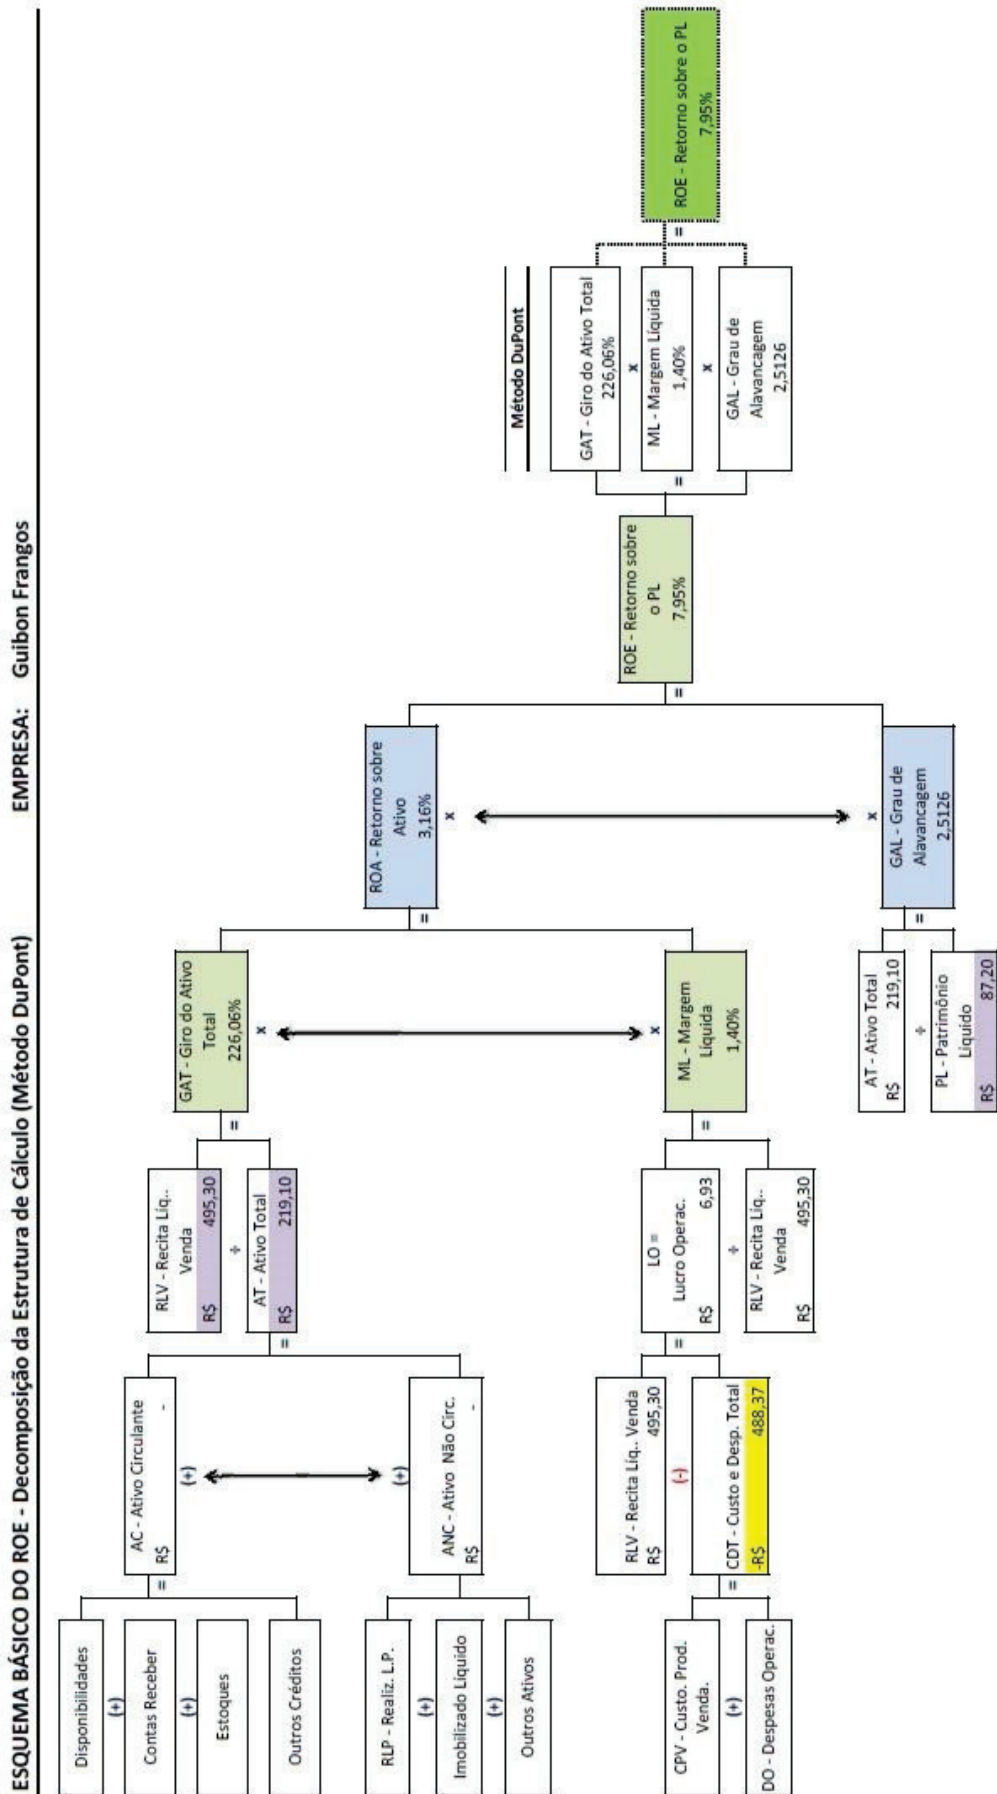 ESQUEMA BÁSICO DO ROE - Decomposição da Estrutura de Cálculo (Método DuPont) EMPRESA: Guibon Frangos
Disponibilidades
(+)
Contas Receber
(+)
Estoques
(+)
Outros Créditos
=
AC - Ativo Circulante
R$ -
(+)
RLP - Realiz. L.P.
(+)
Imobilizado Liquido
(+)
Outros Ativos
(+)
ANC - Ativo Não Circ.
R$ -
=
RLV - Recita Líq..
Venda
R$ 495,30
÷
AT - Ativo Total
R$ 219,10
=
GAT - Giro do Ativo
Total
226,06%
x
CPV - Custo. Prod.
Venda.
(+)
DO - Despesas Operac.
=
RLV - Recita Líq.. Venda
R$ 495,30
(-)
CDT - Custo e Desp. Total
-R$ 488,37
=
LO =
Lucro Operac.
R$ 6,93
÷
RLV - Recita Líq..
Venda
R$ 495,30
=
x
ML - Margem
Líquida
1,40%
=
ROA - Retorno sobre
Ativo
3,16%
x
AT - Ativo Total
R$ 219,10
÷
PL - Patrimônio
Liquido
R$ 87,20
=
x
GAL - Grau de
Alavancagem
2,5126
=
ROE - Retorno sobre
o PL
7,95%
=
Método DuPont
GAT - Giro do Ativo Total
226,06%
x
ML - Margem Líquida
1,40%
x
GAL - Grau de
Alavancagem
2,5126
=
ROE - Retorno sobre o PL
7,95%